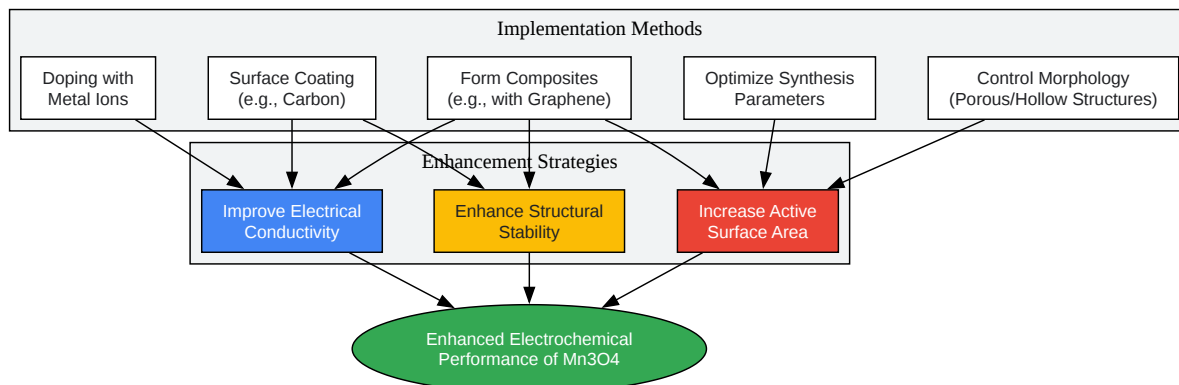 Implementation Methods
Doping with
Metal Ions
Surface Coating
(e.g., Carbon)
Form Composites
(e.g., with Graphene)
Optimize Synthesis
Parameters
Control Morphology
(Porous/Hollow Structures)
Enhancement Strategies
Improve Electrical
Conductivity
Enhance Structural
Stability
Increase Active
Surface Area
Enhanced Electrochemical
Performance of Mn3O4